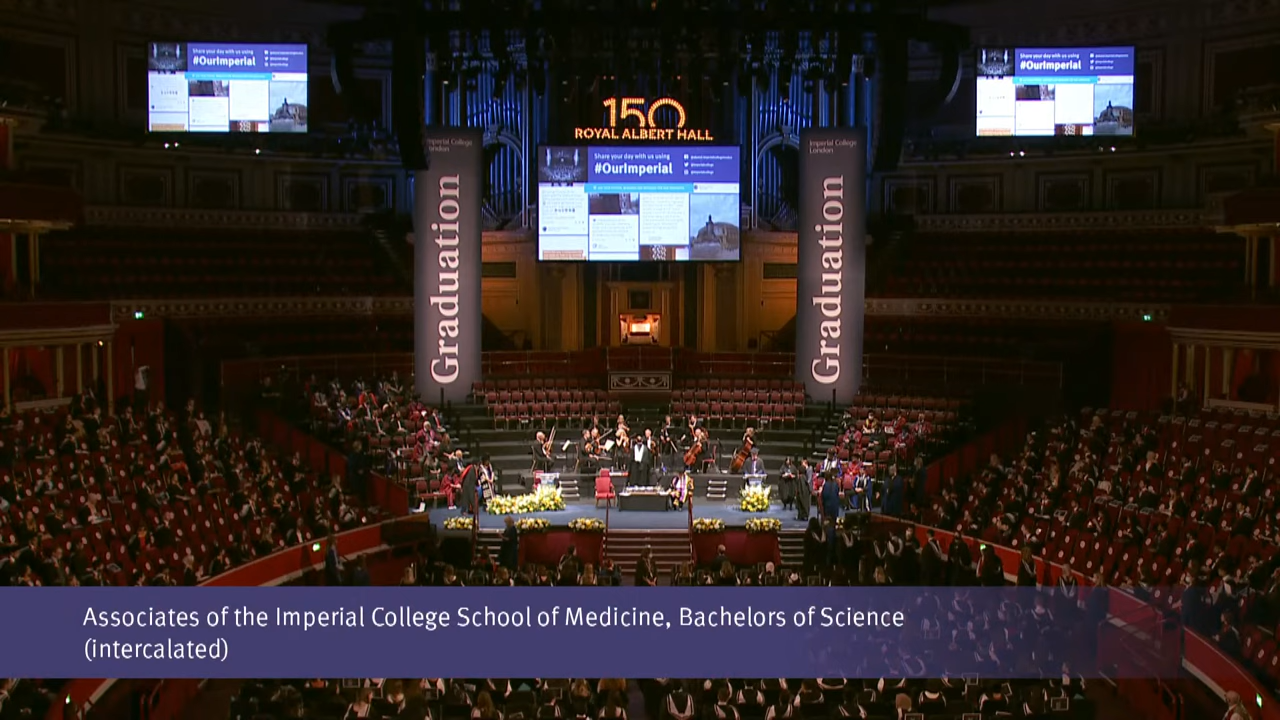 Share your day with us using
#OurImperial
Share your day with us using
#OurImperial
150
ROYAL ALBERT HALL
Imperial College
London
Graduation
Share your day with us using
#OurImperial
Imperial College
London
Graduation
Associates of the Imperial College School of Medicine, Bachelors of Science
(intercalated)